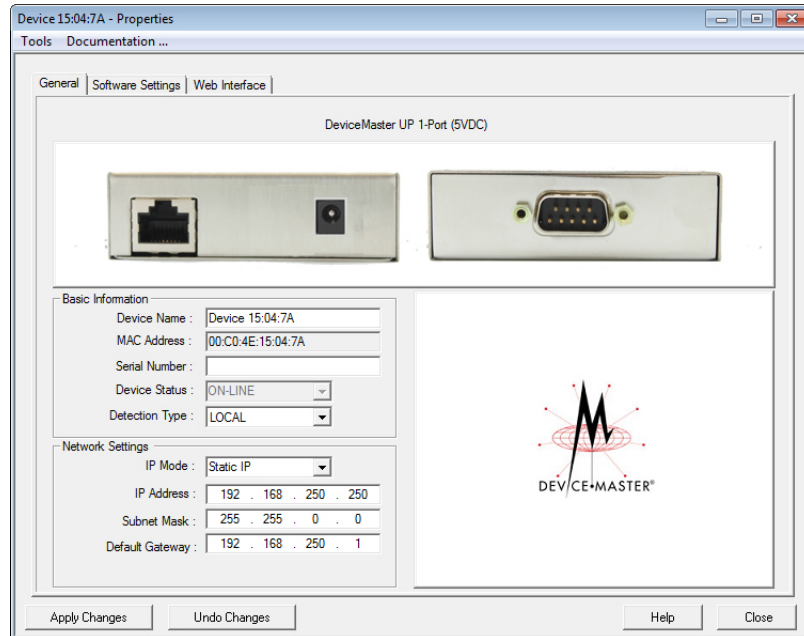 Device 15:04:7A - Properties
Tools Documentation ...
General Software Settings Web Interface
DeviceMaster UP 1-Port (5VDC)
Basic Information
Device Name : Device 15:04:7A
MAC Address : 00:C0:4E:15:04:7A
Serial Number :
Device Status : ON-LINE
Detection Type : LOCAL
Network Settings
IP Mode : Static IP
IP Address : 192 . 168 . 250 . 250
Subnet Mask : 255 . 255 . 0 . 0
Default Gateway : 192 . 168 . 250 . 1
DEVICE•MASTER®
Apply Changes Undo Changes Help Close